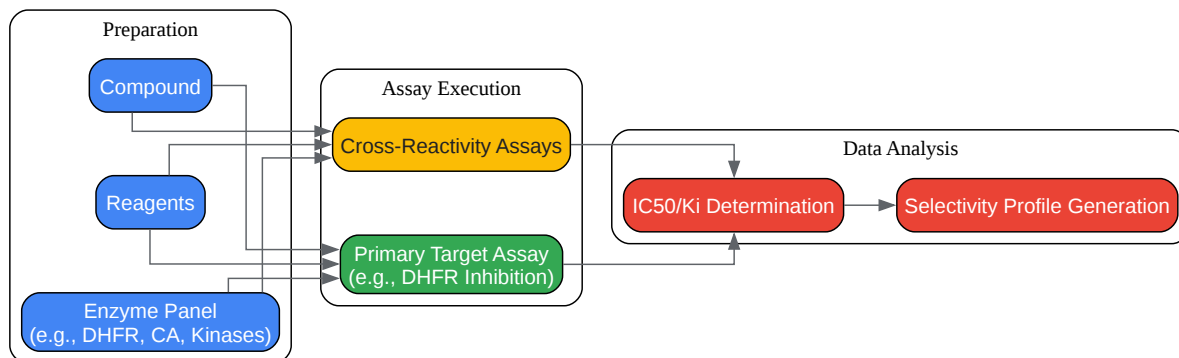 Preparation
Compound
Reagents
Enzyme Panel
(e.g., DHFR, CA, Kinases)
Assay Execution
Cross-Reactivity Assays
Primary Target Assay
(e.g., DHFR Inhibition)
Data Analysis
IC50/Ki Determination
Selectivity Profile Generation